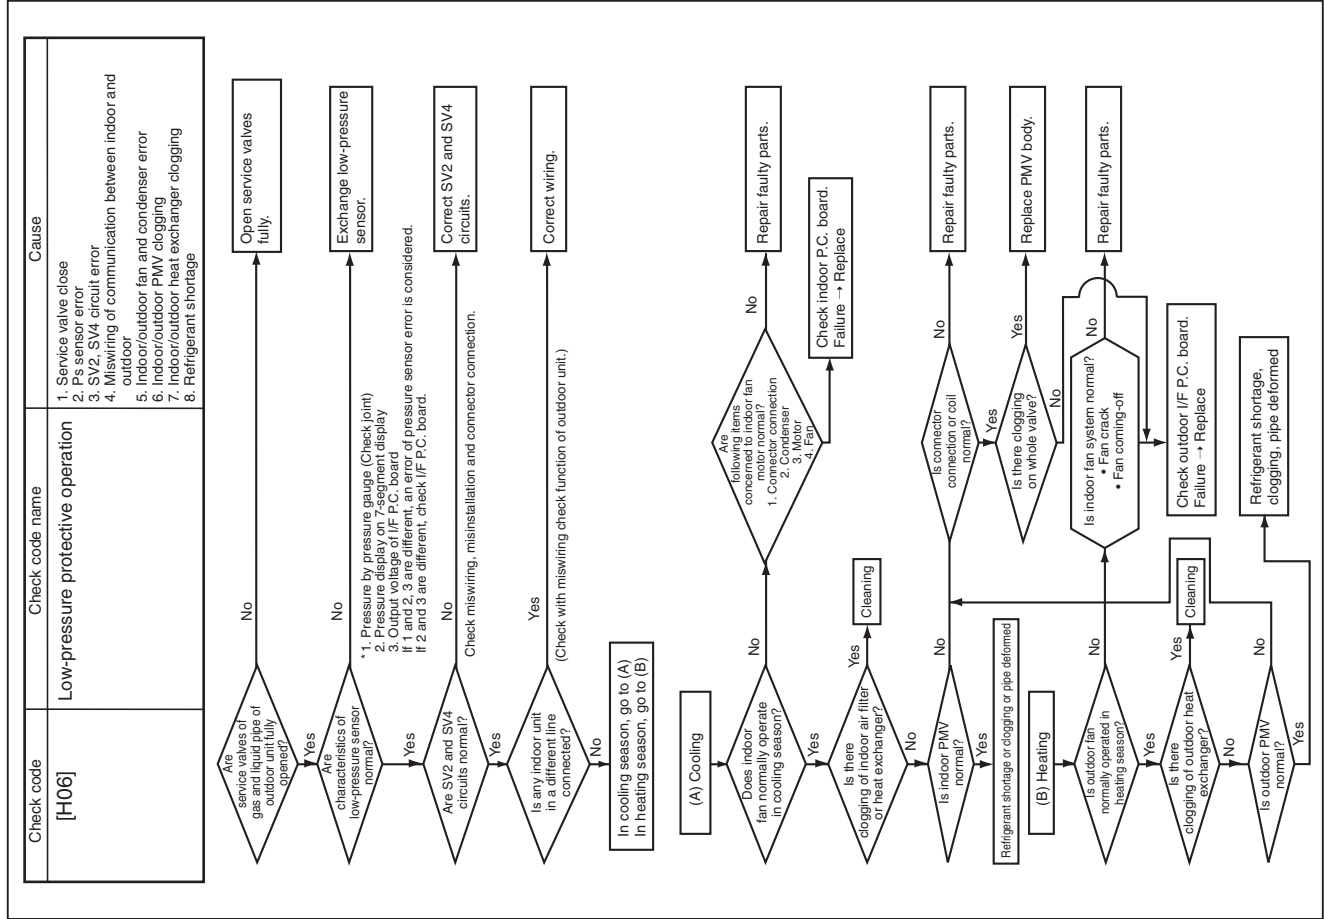 Check code
Check code name
Cause
[H06]
Low-pressure protective operation
1. Service valve close
2. Ps sensor error
3. SV2, SV4 circuit error
4. Miswiring of communication between indoor and
outdoor
5. Indoor/outdoor fan and condenser error
6. Indoor/outdoor PMV clogging
7. Indoor/outdoor heat exchanger clogging
8. Refrigerant shortage
Are
service valves of
gas and liquid pipe of
outdoor unit fully
opened?
No
Open service valves
fully.
Yes
Are
characteristics of
low-pressure sensor
normal?
No
Exchange low-pressure
sensor.
* 1. Pressure by pressure gauge (Check joint)
2. Pressure display on 7-segment display
3. Output voltage of I/F P.C. board
If 1 and 2, 3 are different, an error of pressure sensor error is considered.
If 2 and 3 are different, check I/F P.C. board.
Yes
Are SV2 and SV4
circuits normal?
No
Correct SV2 and SV4
circuits.
Check miswiring, misinstallation and connector connection.
Yes
Is any indoor unit
in a different line
connected?
Yes
Correct wiring.
(Check with miswiring check function of outdoor unit.)
No
In cooling season, go to (A)
In heating season, go to (B)
(A) Cooling
Does indoor
fan normally operate
in cooling season?
No
Are
following items
concerned to indoor fan
motor normal?
1. Connector connection
2. Condenser
3. Motor
4. Fan
No
Repair faulty parts.
Check indoor P.C. board.
Failure → Replace
Yes
Is there
clogging of indoor air filter
or heat exchanger?
Yes
Cleaning
No
Is indoor PMV
normal?
No
Is connector
connection or coil
normal?
No
Repair faulty parts.
Yes
Is there clogging
on whole valve?
Yes
Replace PMV body.
No
Yes
Refrigerant shortage or clogging or pipe deformed
(B) Heating
Is outdoor fan
normally operated in
heating season?
No
Is indoor fan system normal?
• Fan crack
• Fan coming-off
No
Repair faulty parts.
Check outdoor I/F P.C. board.
Failure → Replace
Yes
Is there
clogging of outdoor heat
exchanger?
Yes
Cleaning
No
Is outdoor PMV
normal?
No
Yes
Refrigerant shortage,
clogging, pipe deformed